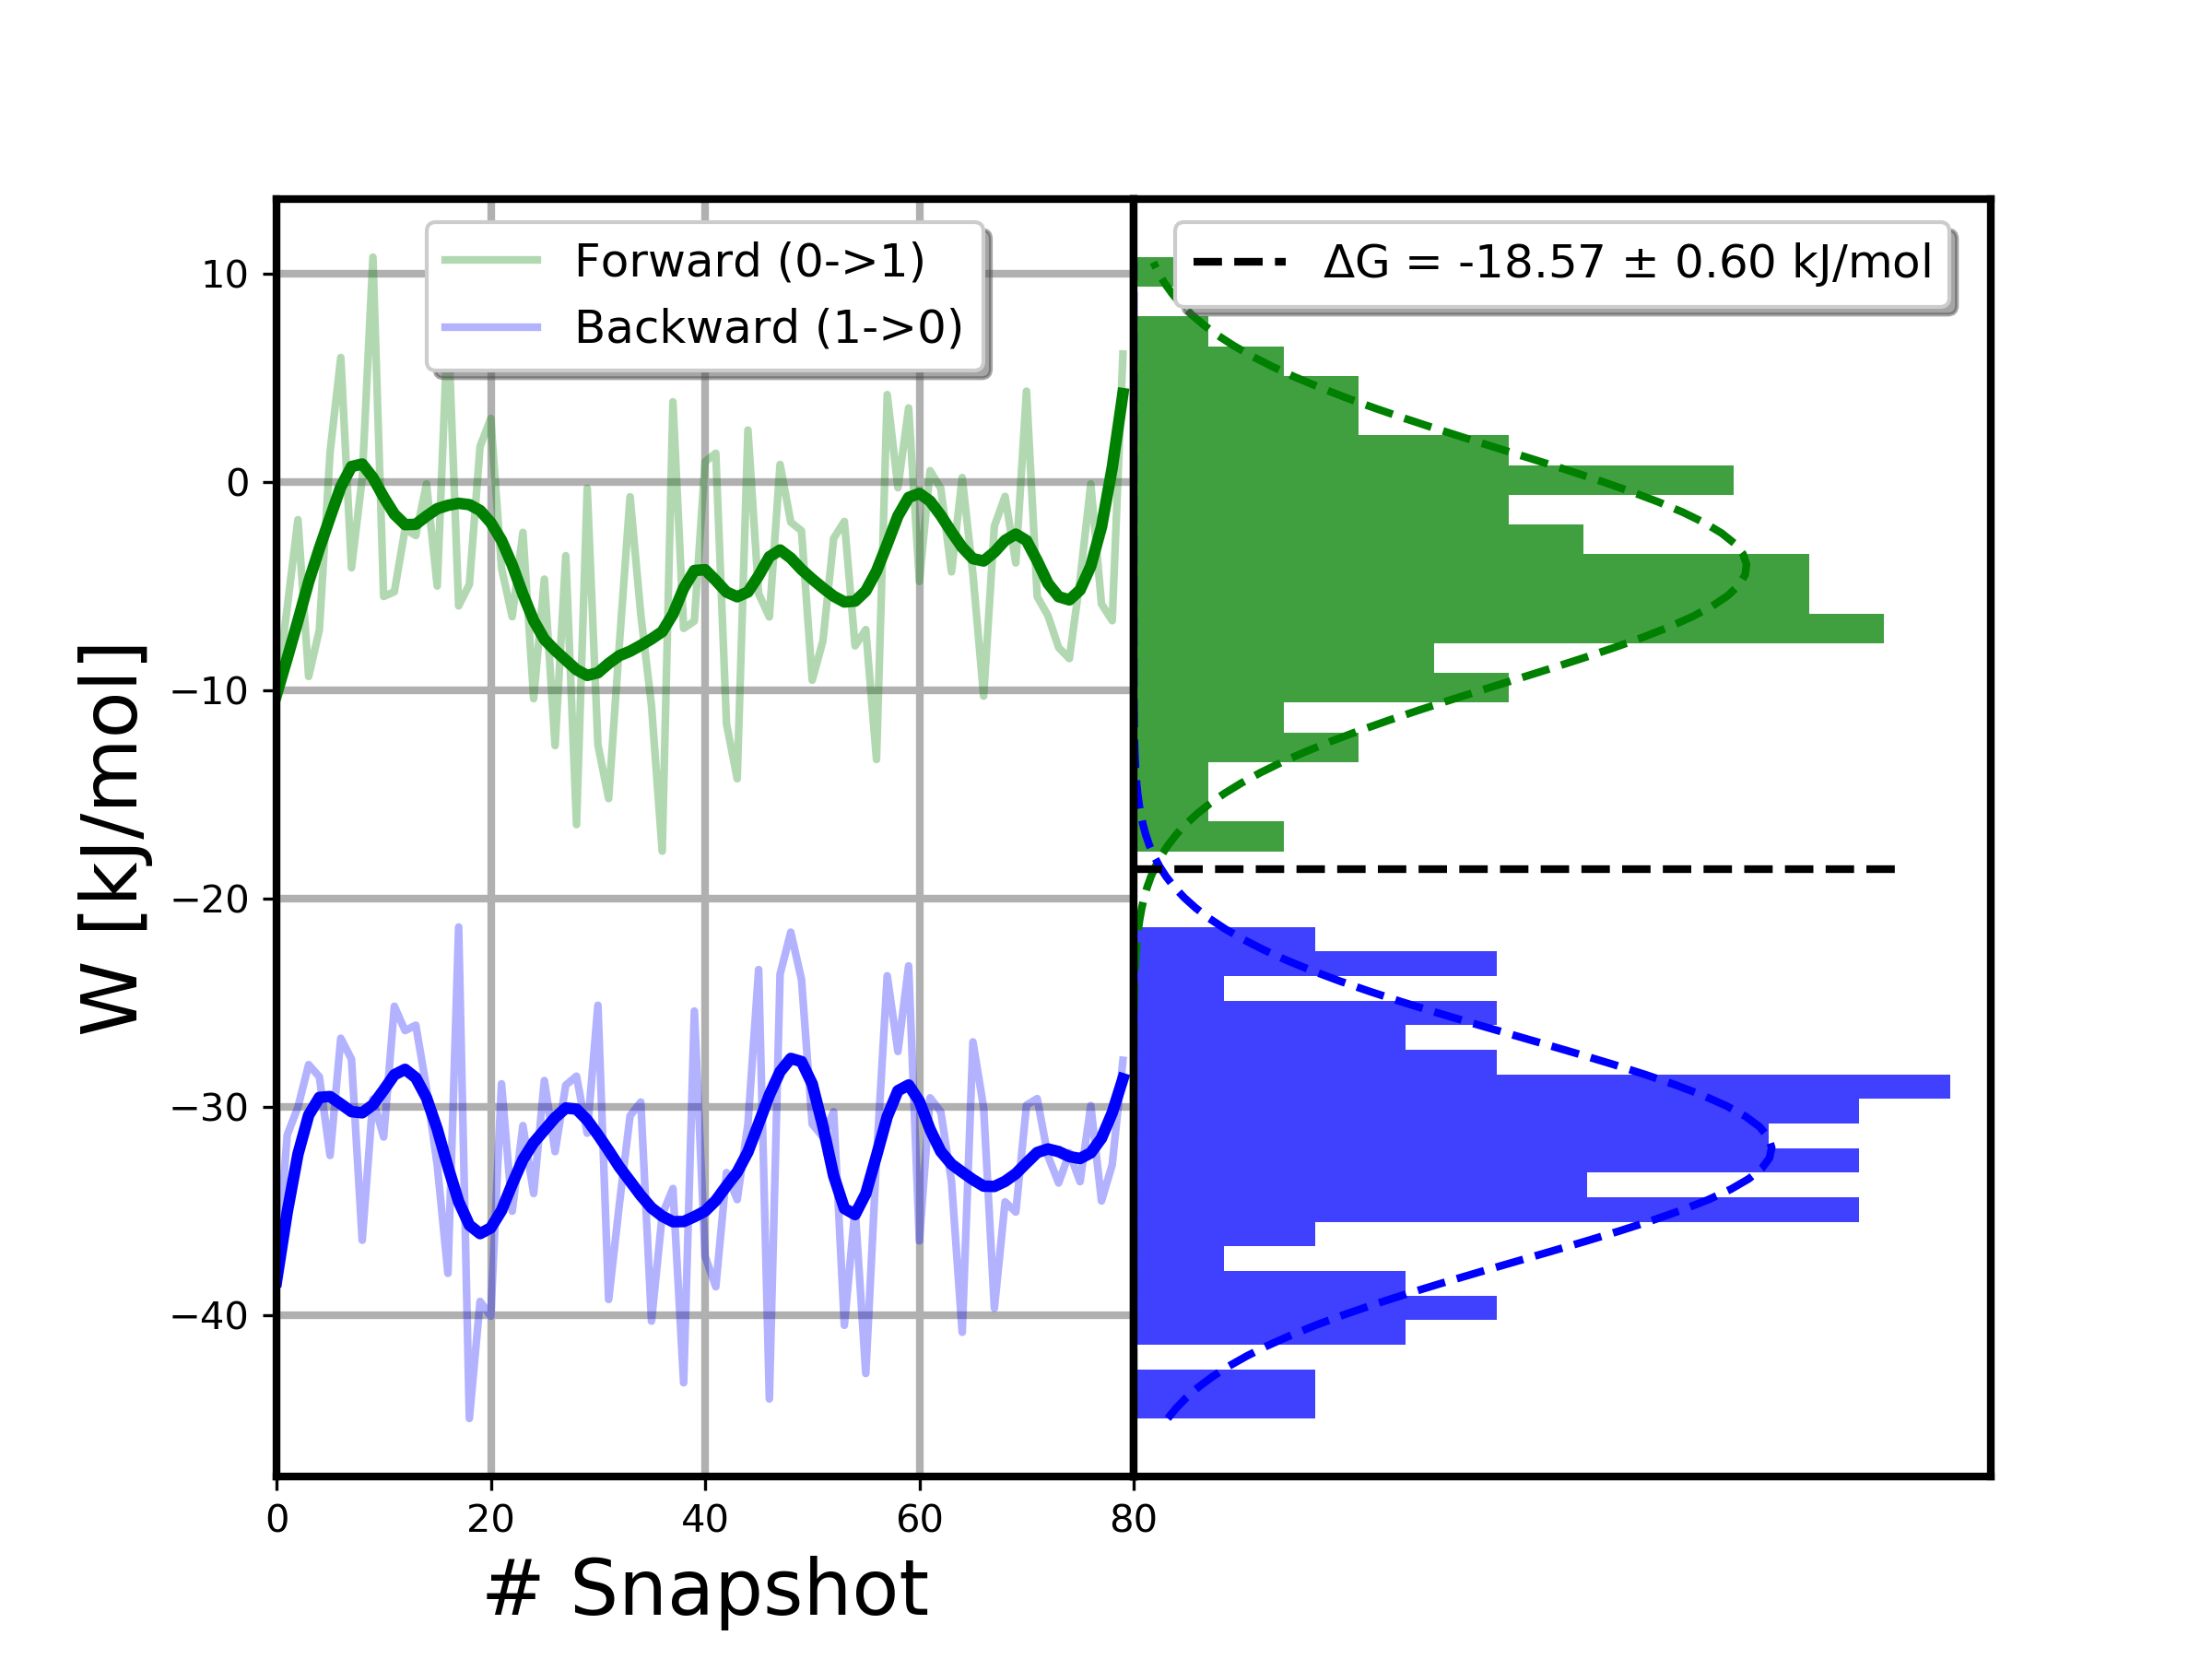 Forward (0->1)
Backward (1->0)
ΔG = -18.57 ± 0.60 kJ/mol
10
0
−10
−20
−30
−40
W [kJ/mol]
0
20
40
60
80
# Snapshot